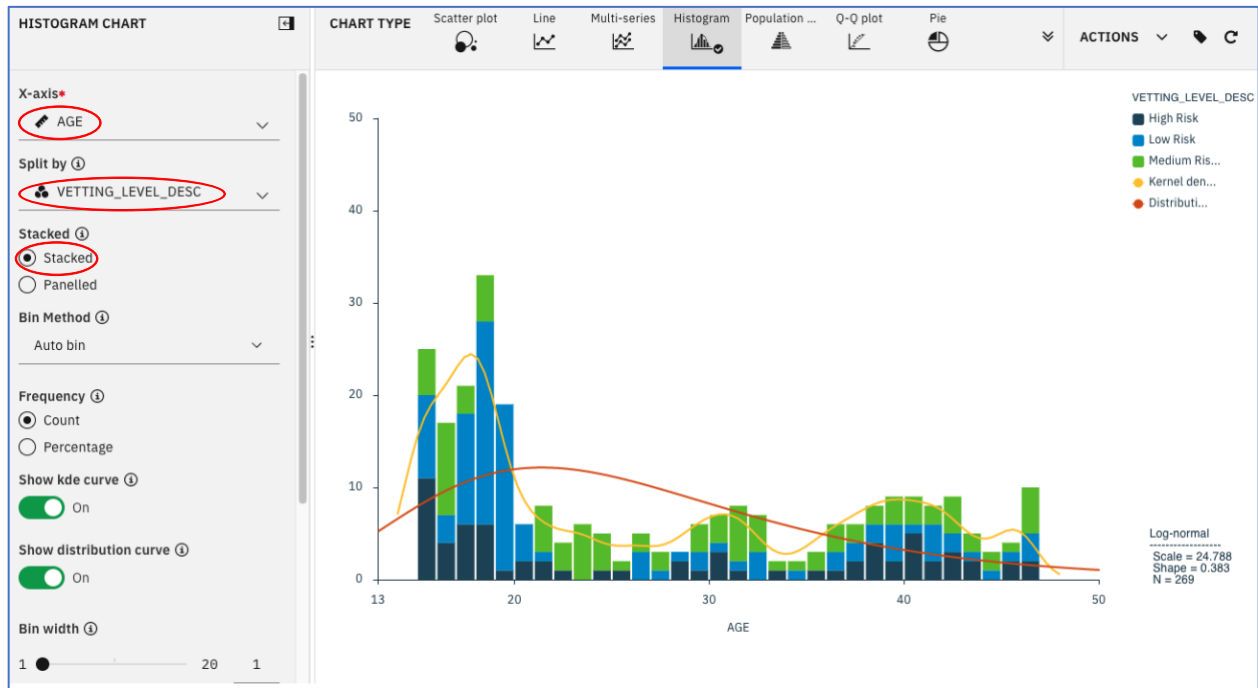 HISTOGRAM CHART
X-axis*
AGE
Split by
VETTING_LEVEL_DESC
Stacked
Stacked
Panelled
Bin Method
Auto bin
Frequency
Count
Percentage
Show kde curve
On
Show distribution curve
On
Bin width
1 20 1
CHART TYPE Scatter plot Line Multi-series Histogram Population ... Q-Q plot Pie ACTIONS
50
40
30
20
10
0
13 20 30 40 50
AGE
VETTING_LEVEL_DESC
High Risk
Low Risk
Medium Ris...
Kernel den...
Distributi...
Log-normal
-----------------
Scale = 24.788
Shape = 0.383
N = 269